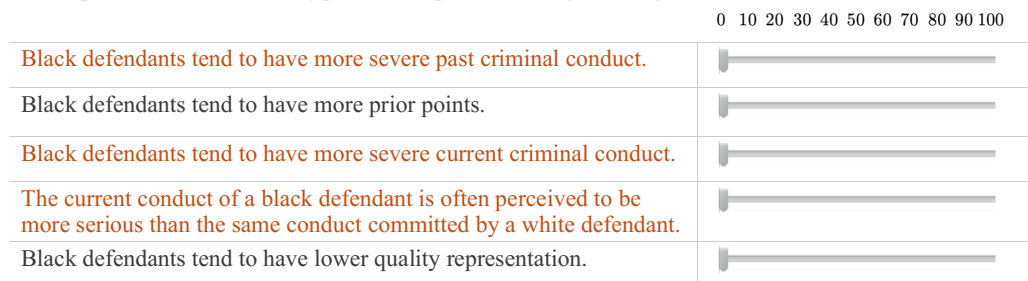 0 10 20 30 40 50 60 70 80 90 100
Black defendants tend to have more severe past criminal conduct.
Black defendants tend to have more prior points.
Black defendants tend to have more severe current criminal conduct.
The current conduct of a black defendant is often perceived to be
more serious than the same conduct committed by a white defendant.
Black defendants tend to have lower quality representation.